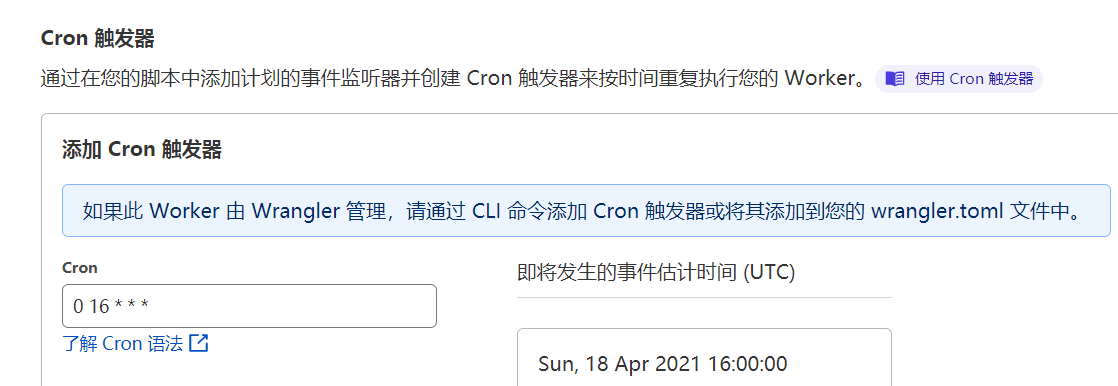 Cron 触发器
通过在您的脚本中添加计划的事件监听器并创建 Cron 触发器来按时间重复执行您的 Worker。 使用 Cron 触发器
添加 Cron 触发器
如果此 Worker 由 Wrangler 管理，请通过 CLI 命令添加 Cron 触发器或将其添加到您的 wrangler.toml 文件中。
Cron
0 16 * * *
了解 Cron 语法
即将发生的事件估计时间 (UTC)
Sun, 18 Apr 2021 16:00:00